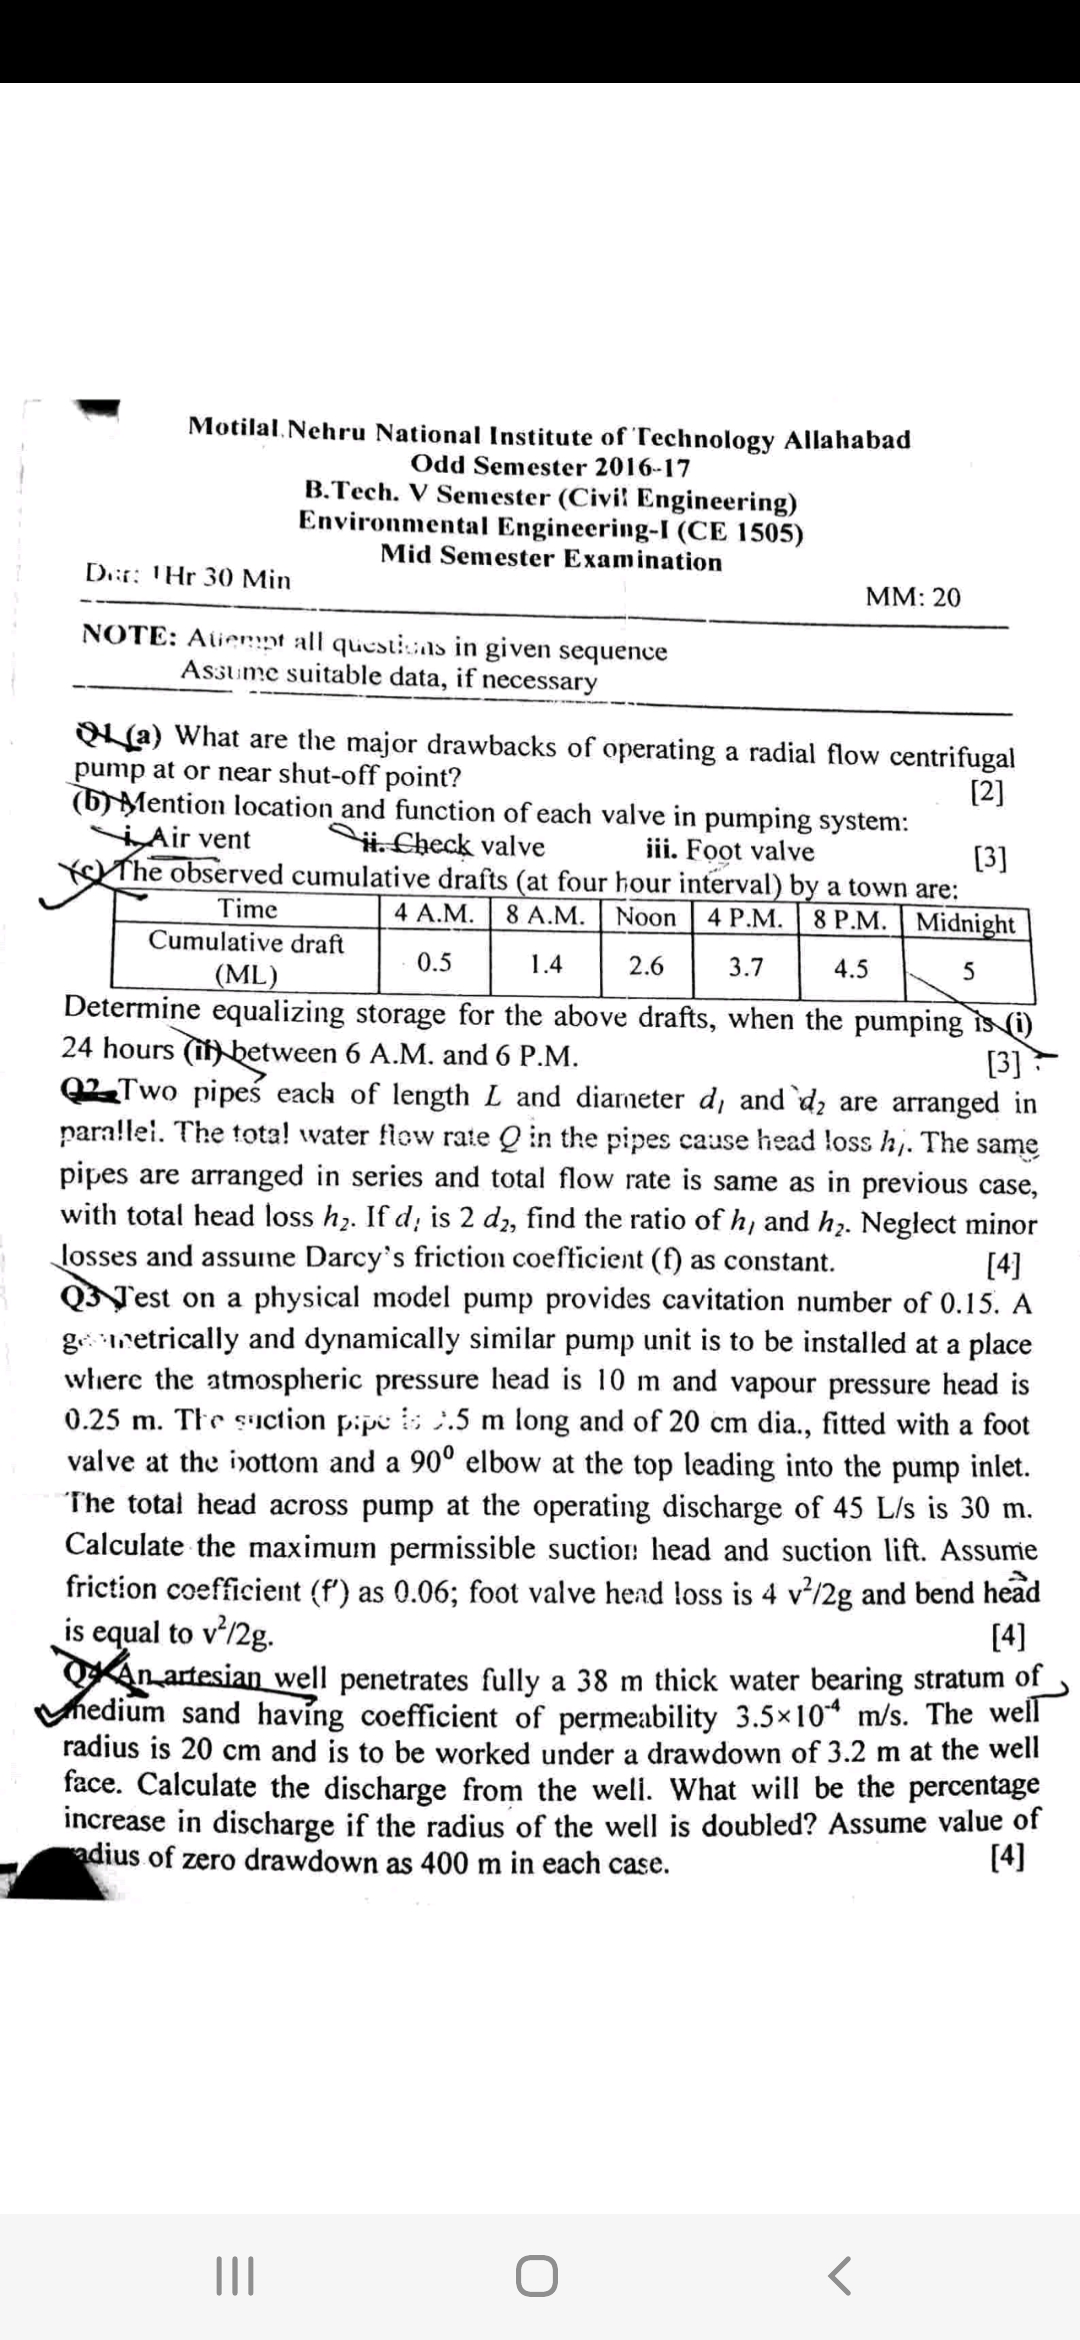 Motilal Nehru National Institute of Technology Allahabad
Odd Semester 2016-17
B.Tech. V Semester (Civil Engineering)
Environmental Engineering-I (CE 1505)
Mid Semester Examination
Dur: 1Hr 30 Min
MM: 20
NOTE: Attempt all questions in given sequence
Assume suitable data, if necessary
Q1 (a) What are the major drawbacks of operating a radial flow centrifugal
pump at or near shut-off point? [2]
(b) Mention location and function of each valve in pumping system:
i. Air vent ii. Check valve iii. Foot valve [3]
(c) The observed cumulative drafts (at four hour interval) by a town are:
Time 4 A.M. 8 A.M. Noon 4 P.M. 8 P.M. Midnight
Cumulative draft
(ML) 0.5 1.4 2.6 3.7 4.5 5
Determine equalizing storage for the above drafts, when the pumping is (i)
24 hours (ii) between 6 A.M. and 6 P.M. [3]
Q2 Two pipes each of length L and diameter d₁ and d₂ are arranged in
parallel. The total water flow rate Q in the pipes cause head loss h₁. The same
pipes are arranged in series and total flow rate is same as in previous case,
with total head loss h₂. If d₁ is 2 d₂, find the ratio of h₁ and h₂. Neglect minor
losses and assume Darcy's friction coefficient (f) as constant. [4]
Q3 Test on a physical model pump provides cavitation number of 0.15. A
geometrically and dynamically similar pump unit is to be installed at a place
where the atmospheric pressure head is 10 m and vapour pressure head is
0.25 m. The suction pipe is .5 m long and of 20 cm dia., fitted with a foot
valve at the bottom and a 90⁰ elbow at the top leading into the pump inlet.
The total head across pump at the operating discharge of 45 L/s is 30 m.
Calculate the maximum permissible suction head and suction lift. Assume
friction coefficient (f') as 0.06; foot valve head loss is 4 v²/2g and bend head
is equal to v²/2g. [4]
Q4 An artesian well penetrates fully a 38 m thick water bearing stratum of
medium sand having coefficient of permeability 3.5×10⁻⁴ m/s. The well
radius is 20 cm and is to be worked under a drawdown of 3.2 m at the well
face. Calculate the discharge from the well. What will be the percentage
increase in discharge if the radius of the well is doubled? Assume value of
radius of zero drawdown as 400 m in each case. [4]